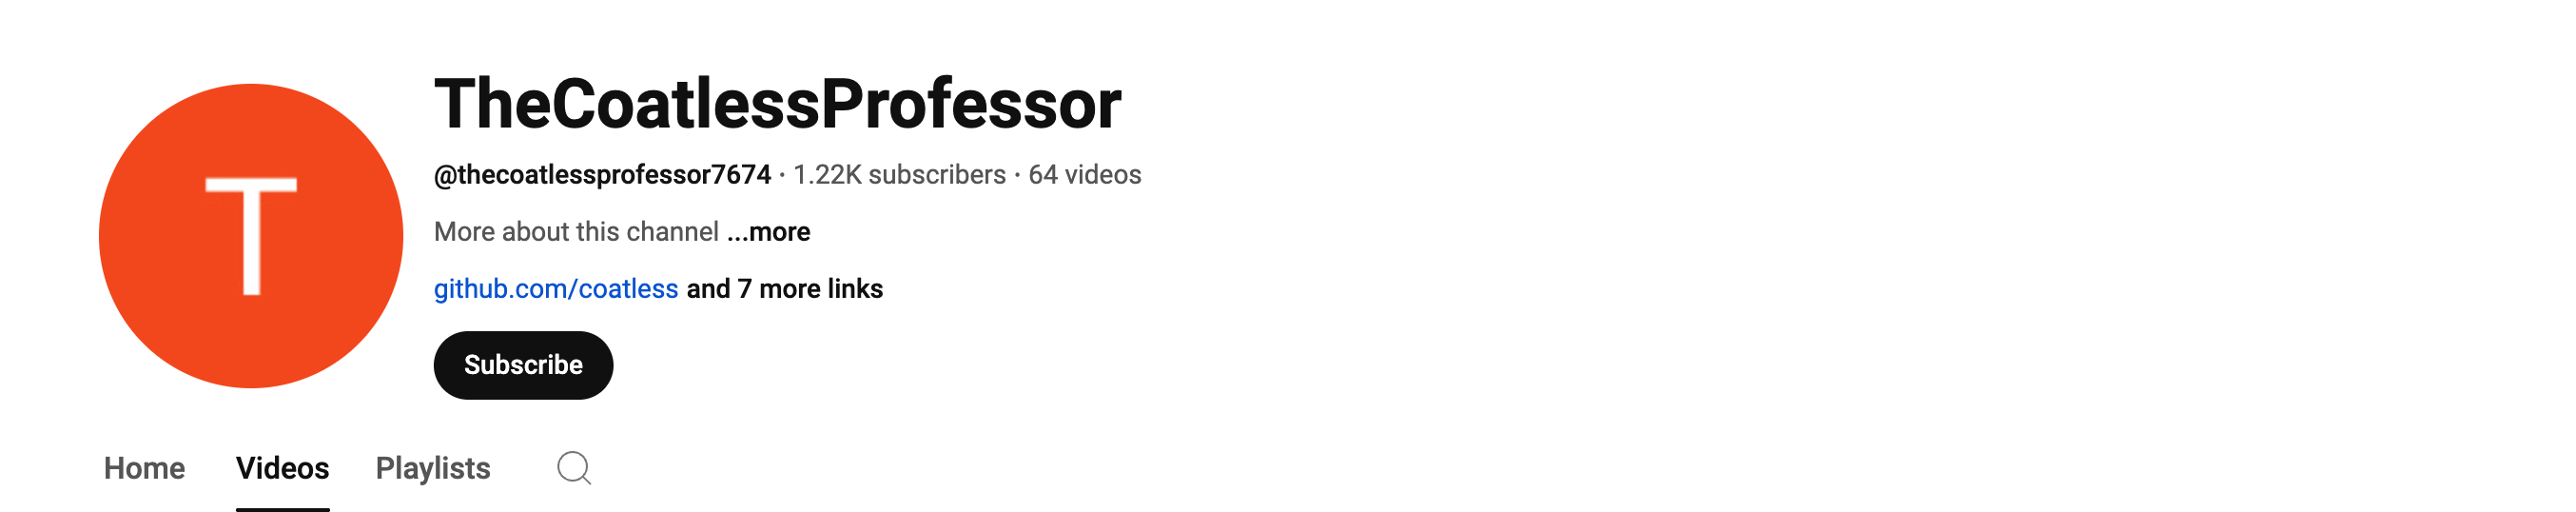 T
TheCoatlessProfessor
@thecoatlessprofessor7674 · 1.22K subscribers · 64 videos
More about this channel ...more
github.com/coatless and 7 more links
Subscribe
Home Videos Playlists